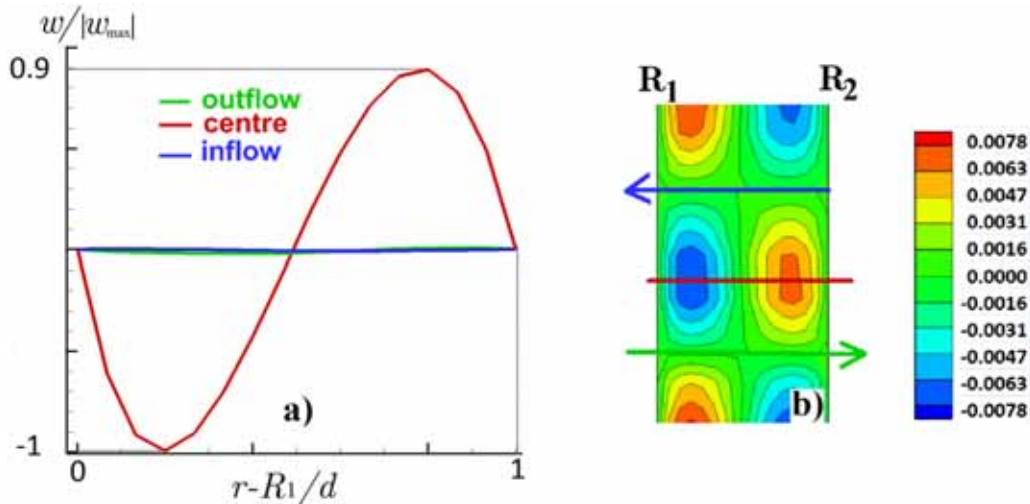 w/|wmax|
0.9
outflow
centre
inflow
a)
-1
0
1
r-R1/d
R1
R2
b)
0.0078
0.0063
0.0047
0.0031
0.0016
0.0000
-0.0016
-0.0031
-0.0047
-0.0063
-0.0078